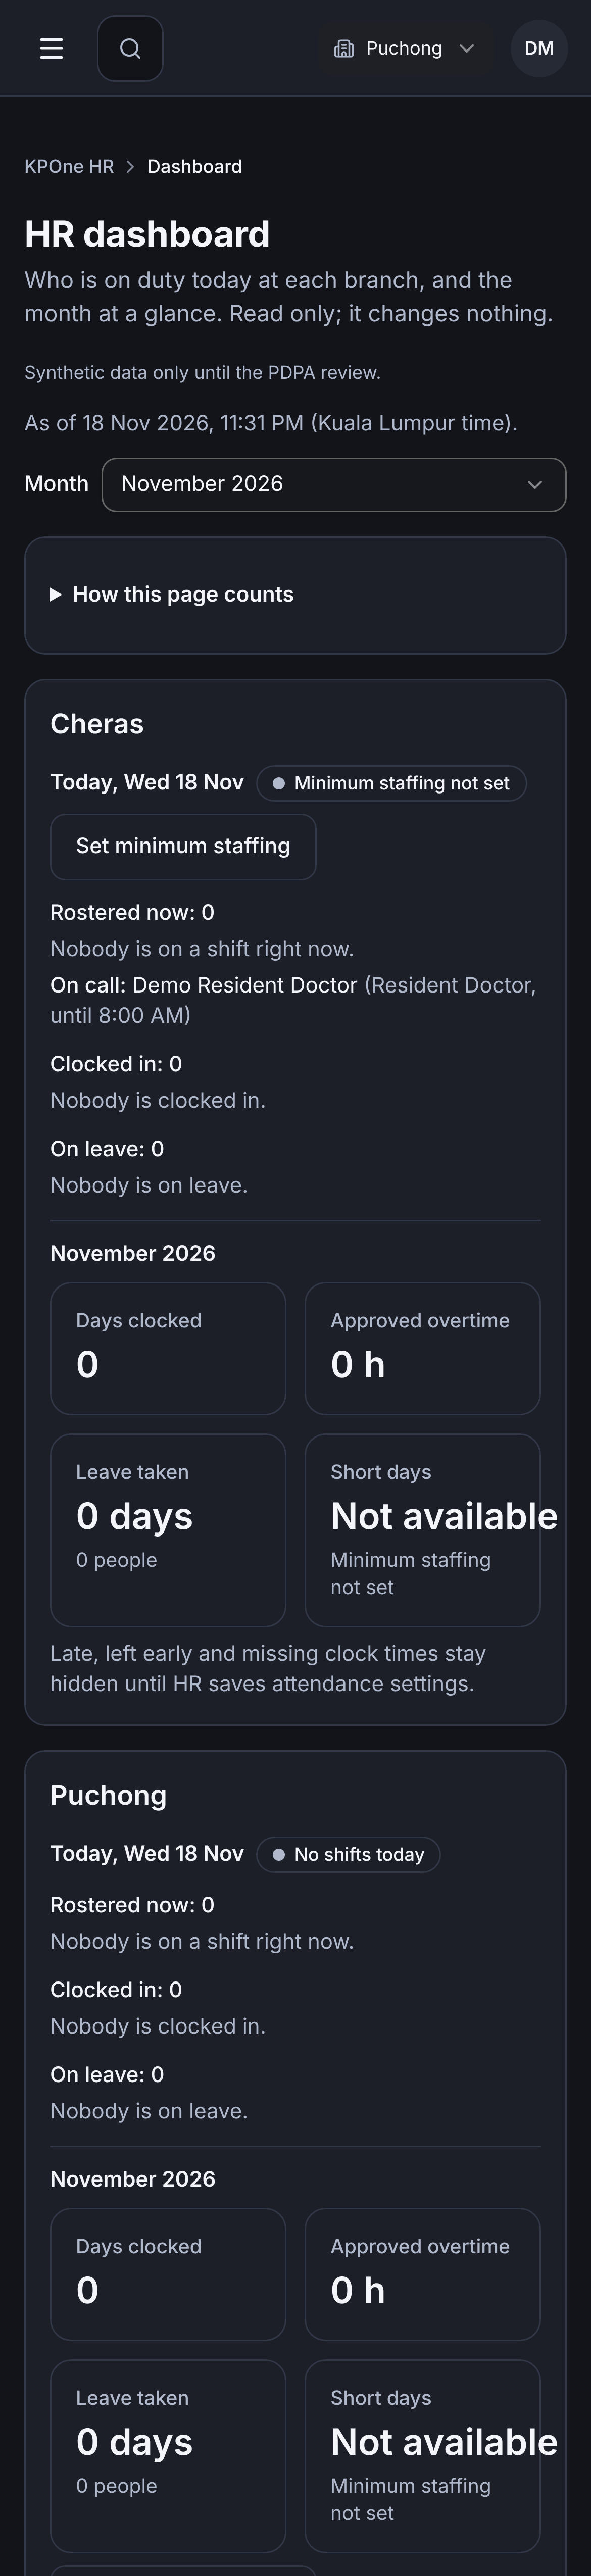 Puchong
DM
KPOne HR > Dashboard
HR dashboard
Who is on duty today at each branch, and the
month at a glance. Read only; it changes nothing.
Synthetic data only until the PDPA review.
As of 18 Nov 2026, 11:31 PM (Kuala Lumpur time).
Month November 2026
How this page counts
Cheras
Today, Wed 18 Nov Minimum staffing not set
Set minimum staffing
Rostered now: 0
Nobody is on a shift right now.
On call: Demo Resident Doctor (Resident Doctor,
until 8:00 AM)
Clocked in: 0
Nobody is clocked in.
On leave: 0
Nobody is on leave.
November 2026
Days clocked
0
Approved overtime
0 h
Leave taken
0 days
0 people
Short days
Not available
Minimum staffing
not set
Late, left early and missing clock times stay
hidden until HR saves attendance settings.
Puchong
Today, Wed 18 Nov No shifts today
Rostered now: 0
Nobody is on a shift right now.
Clocked in: 0
Nobody is clocked in.
On leave: 0
Nobody is on leave.
November 2026
Days clocked
0
Approved overtime
0 h
Leave taken
0 days
0 people
Short days
Not available
Minimum staffing
not set